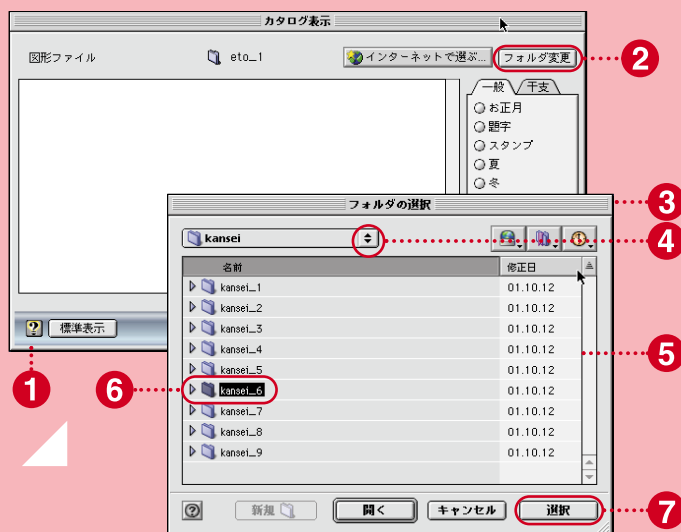 カタログ表示
図形ファイル eto_1 インターネットで選ぶ... フォルダ変更 2
一般 干支
お正月
題字
スタンプ
夏
冬
フォルダの選択 3
kansei 4
名前 修正日
kansei_1 01.10.12
kansei_2 01.10.12
kansei_3 01.10.12
kansei_4 01.10.12 5
kansei_5 01.10.12
6 kansei_6 01.10.12
kansei_7 01.10.12
kansei_8 01.10.12
kansei_9 01.10.12
? 標準表示
1
? 新規 開く キャンセル 選択 7